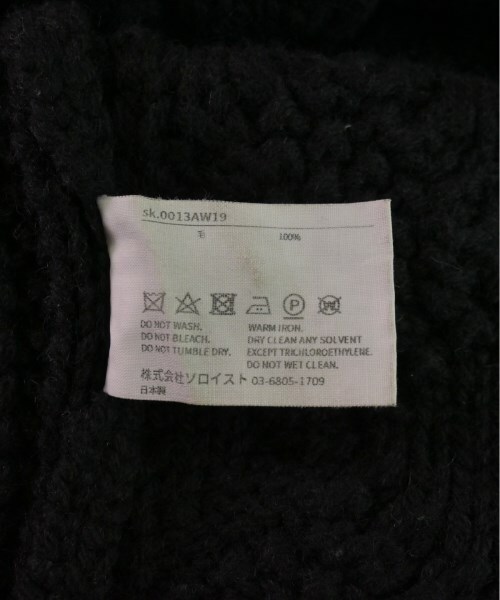 sk.0013AW19
毛 100%
DO NOT WASH.
DO NOT BLEACH.
DO NOT TUMBLE DRY.
WARM IRON.
DRY CLEAN ANY SOLVENT
EXCEPT TRICHLOROETHYLENE.
DO NOT WET CLEAN.
株式会社ソロイスト 03-6805-1709
日本製